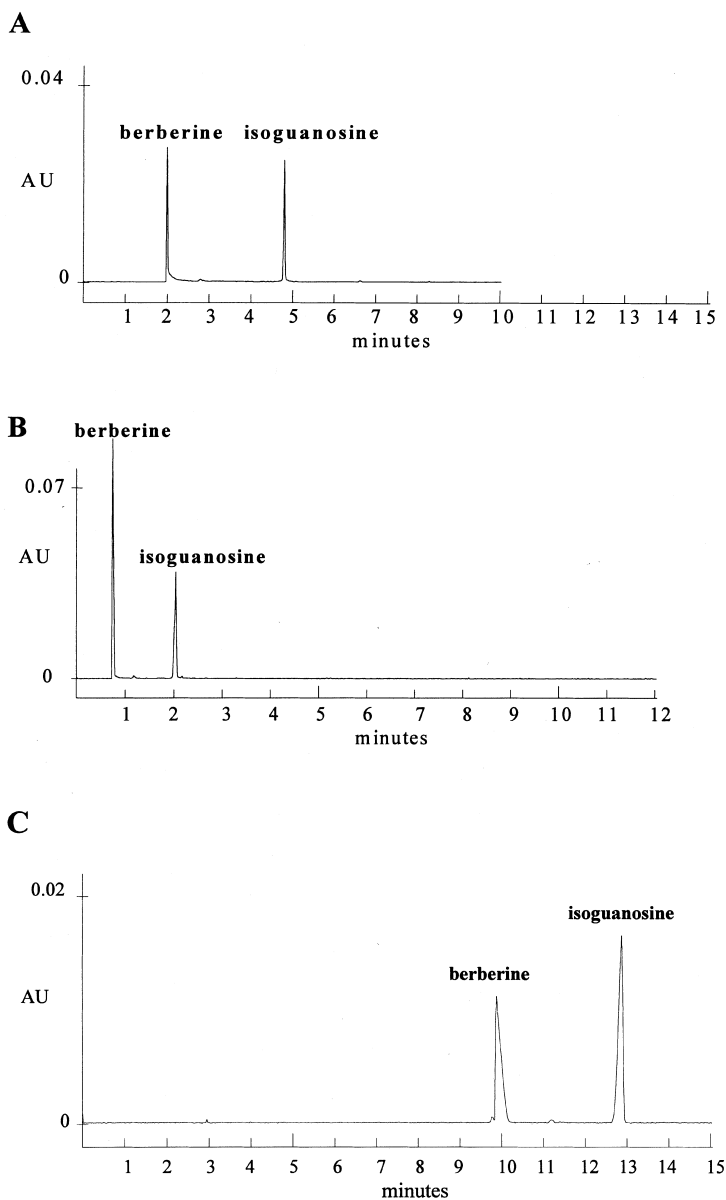 A
0.04
berberine isoguanosine
AU
0
1 2 3 4 5 6 7 8 9 10 11 12 13 14 15
minutes
B
berberine
0.07
AU
isoguanosine
0
1 2 3 4 5 6 7 8 9 10 11 12
minutes
C
0.02
isoguanosine
berberine
AU
0
1 2 3 4 5 6 7 8 9 10 11 12 13 14 15
minutes